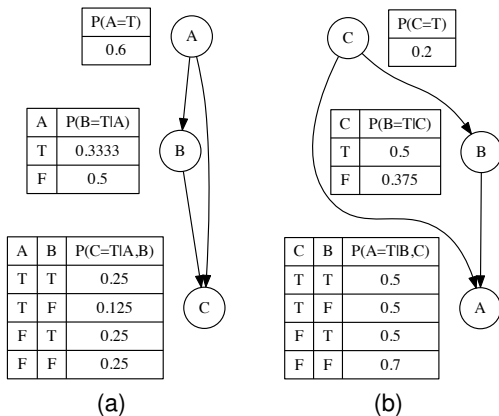 P(A=T)
0.6
A
A P(B=T|A)
T 0.3333
F 0.5
B
A B P(C=T|A,B)
T T 0.25
T F 0.125
F T 0.25
F F 0.25
C
(a)
C
P(C=T)
0.2
C P(B=T|C)
T 0.5
F 0.375
B
C B P(A=T|B,C)
T T 0.5
T F 0.5
F T 0.5
F F 0.7
A
(b)